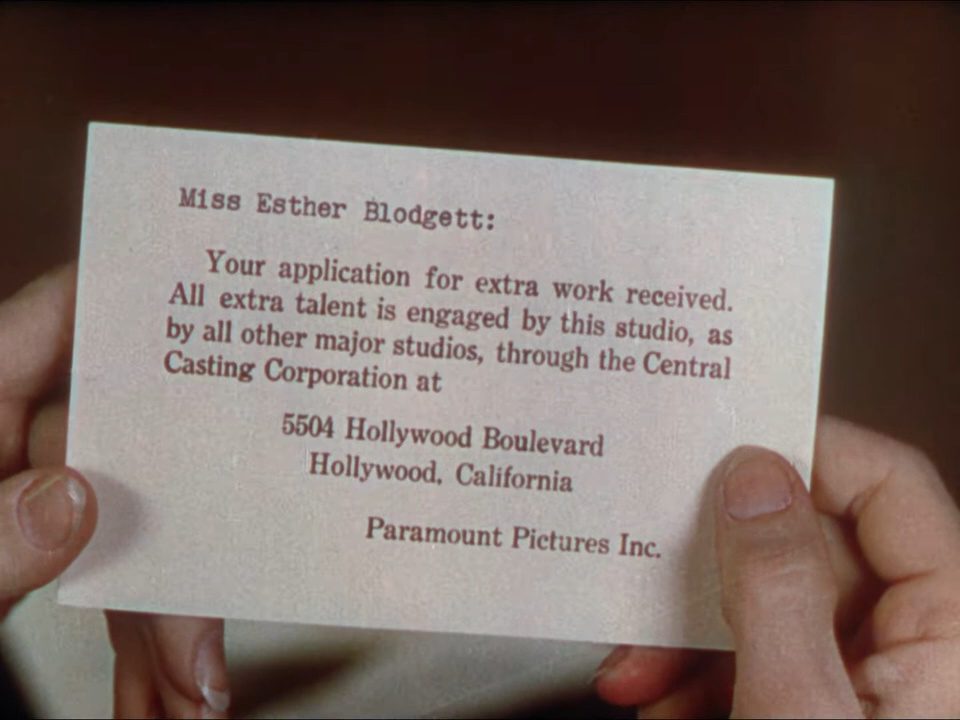 Miss Esther Blodgett:
Your application for extra work received.
All extra talent is engaged by this studio, as
by all other major studios, through the Central
Casting Corporation at
5504 Hollywood Boulevard
Hollywood, California
Paramount Pictures Inc.